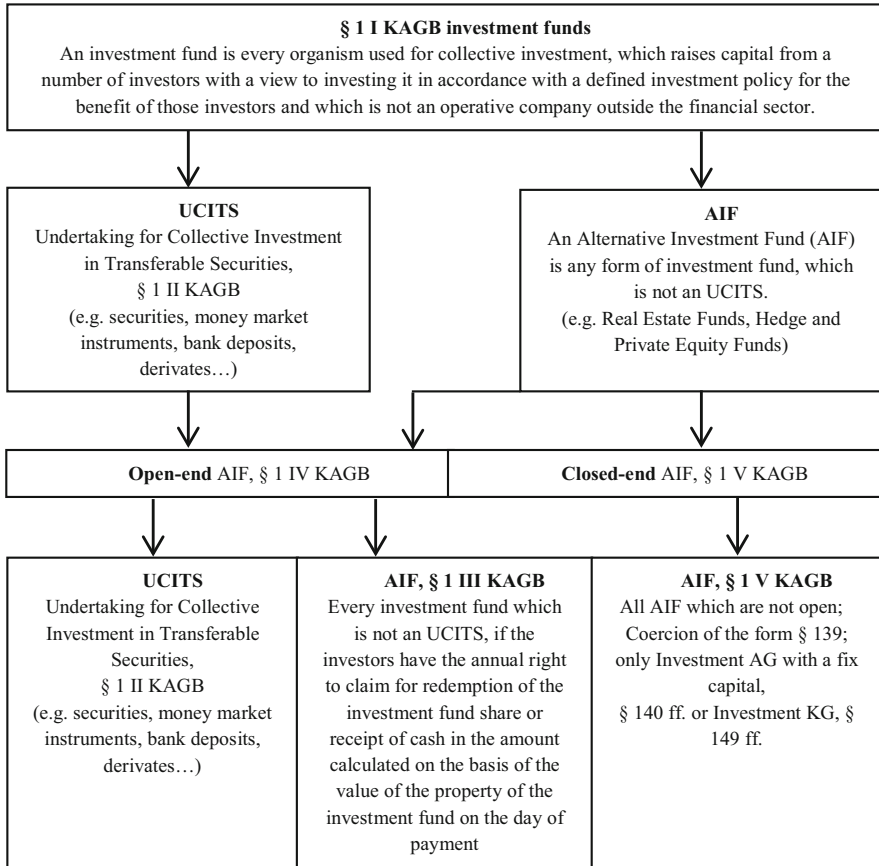 § 1 I KAGB investment funds
An investment fund is every organism used for collective investment, which raises capital from a
number of investors with a view to investing it in accordance with a defined investment policy for the
benefit of those investors and which is not an operative company outside the financial sector.
UCITS
Undertaking for Collective Investment
in Transferable Securities,
§ 1 II KAGB
(e.g. securities, money market
instruments, bank deposits,
derivates…)
AIF
An Alternative Investment Fund (AIF)
is any form of investment fund, which
is not an UCITS.
(e.g. Real Estate Funds, Hedge and
Private Equity Funds)
Open-end AIF, § 1 IV KAGB
Closed-end AIF, § 1 V KAGB
UCITS
Undertaking for Collective
Investment in Transferable
Securities,
§ 1 II KAGB
(e.g. securities, money market
instruments, bank deposits,
derivates…)
AIF, § 1 III KAGB
Every investment fund which
is not an UCITS, if the
investors have the annual right
to claim for redemption of the
investment fund share or
receipt of cash in the amount
calculated on the basis of the
value of the property of the
investment fund on the day of
payment
AIF, § 1 V KAGB
All AIF which are not open;
Coercion of the form § 139;
only Investment AG with a fix
capital,
§ 140 ff. or Investment KG, §
149 ff.